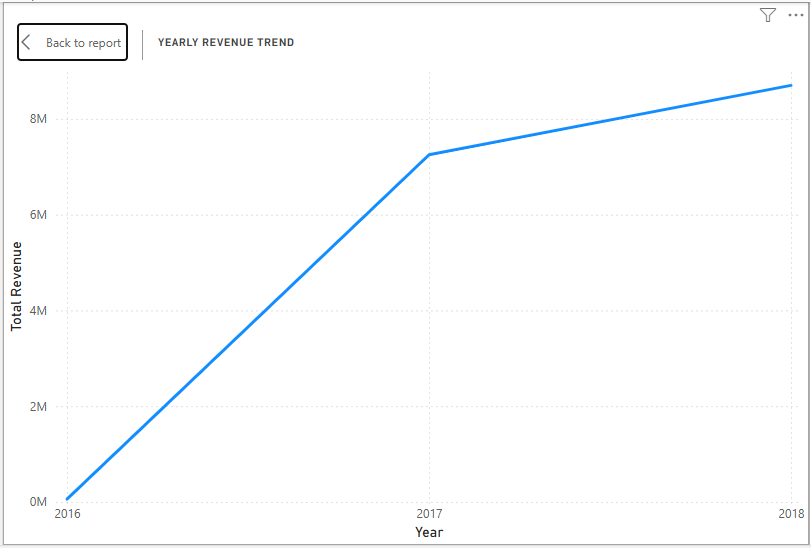 Back to report
YEARLY REVENUE TREND
8M
6M
4M
2M
0M
Total Revenue
2016 2017 2018
Year